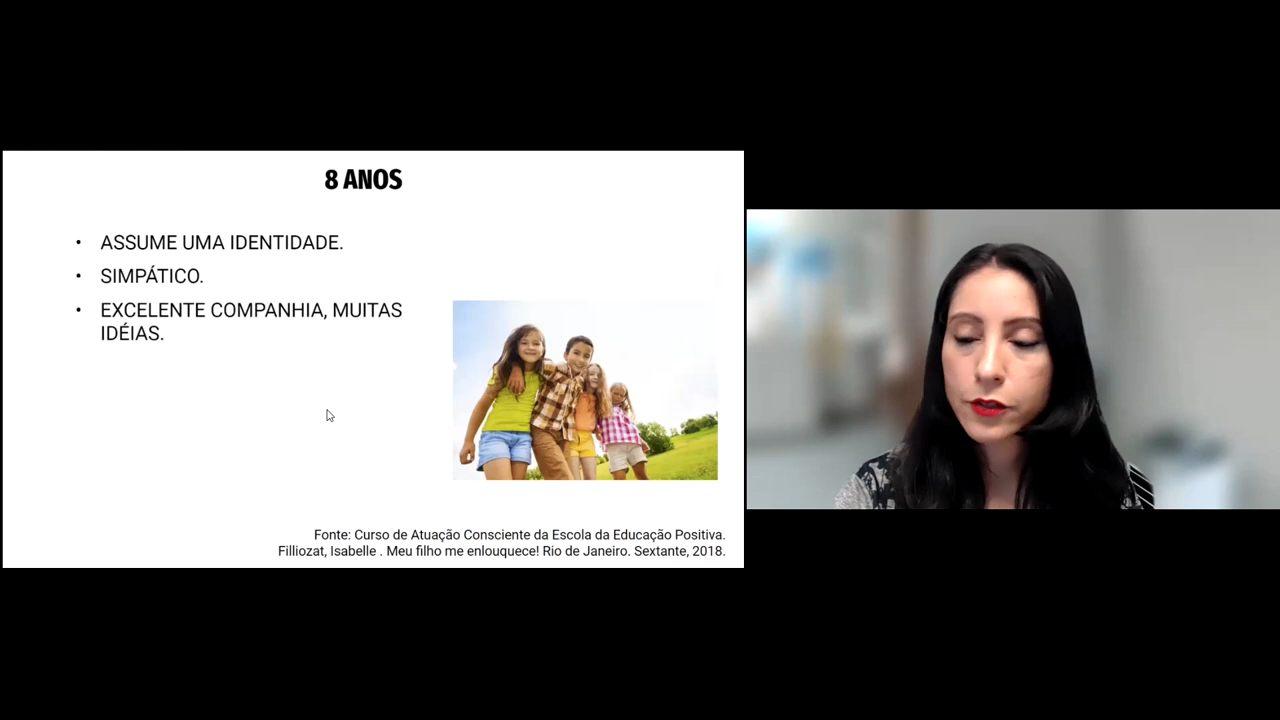 8 ANOS
• ASSUME UMA IDENTIDADE.
• SIMPÁTICO.
• EXCELENTE COMPANHIA, MUITAS
IDÉIAS.
Fonte: Curso de Atuação Consciente da Escola da Educação Positiva.
Filliozat, Isabelle . Meu filho me enlouquece! Rio de Janeiro. Sextante, 2018.